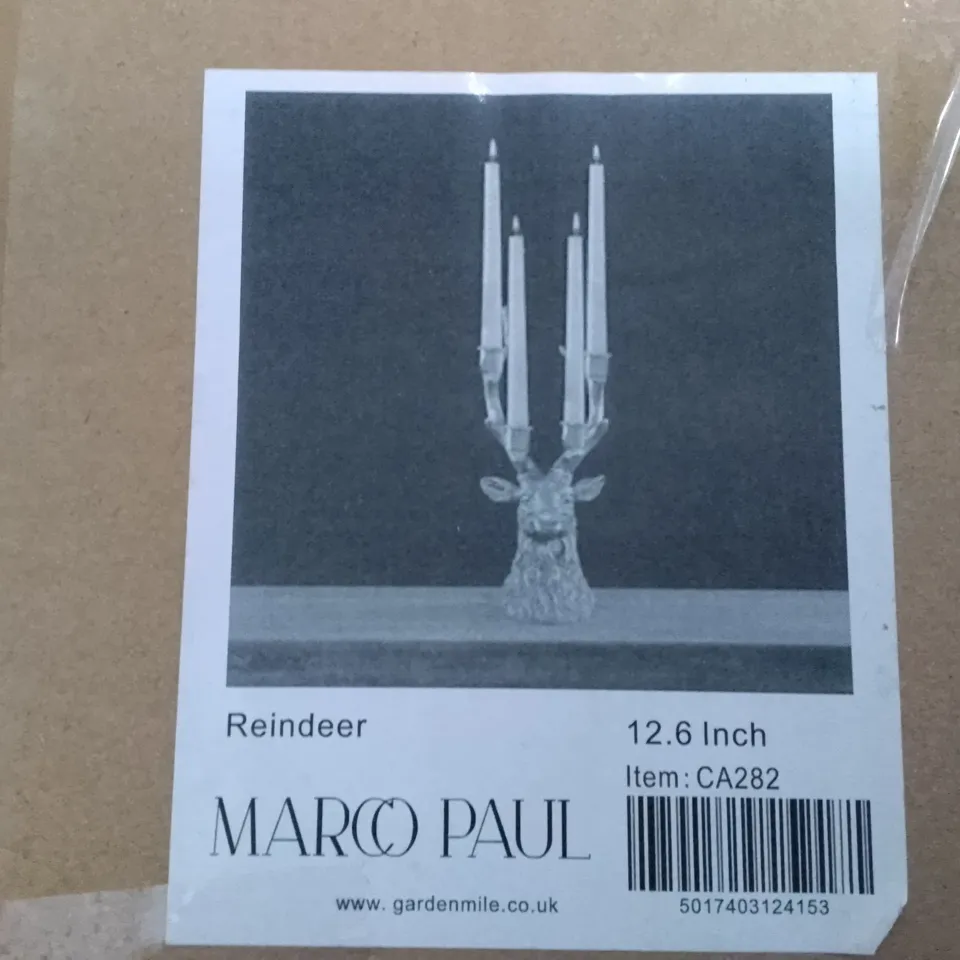 Reindeer
12.6 Inch
Item: CA282
MARCO PAUL
www. gardenmile.co.uk
5017403124153